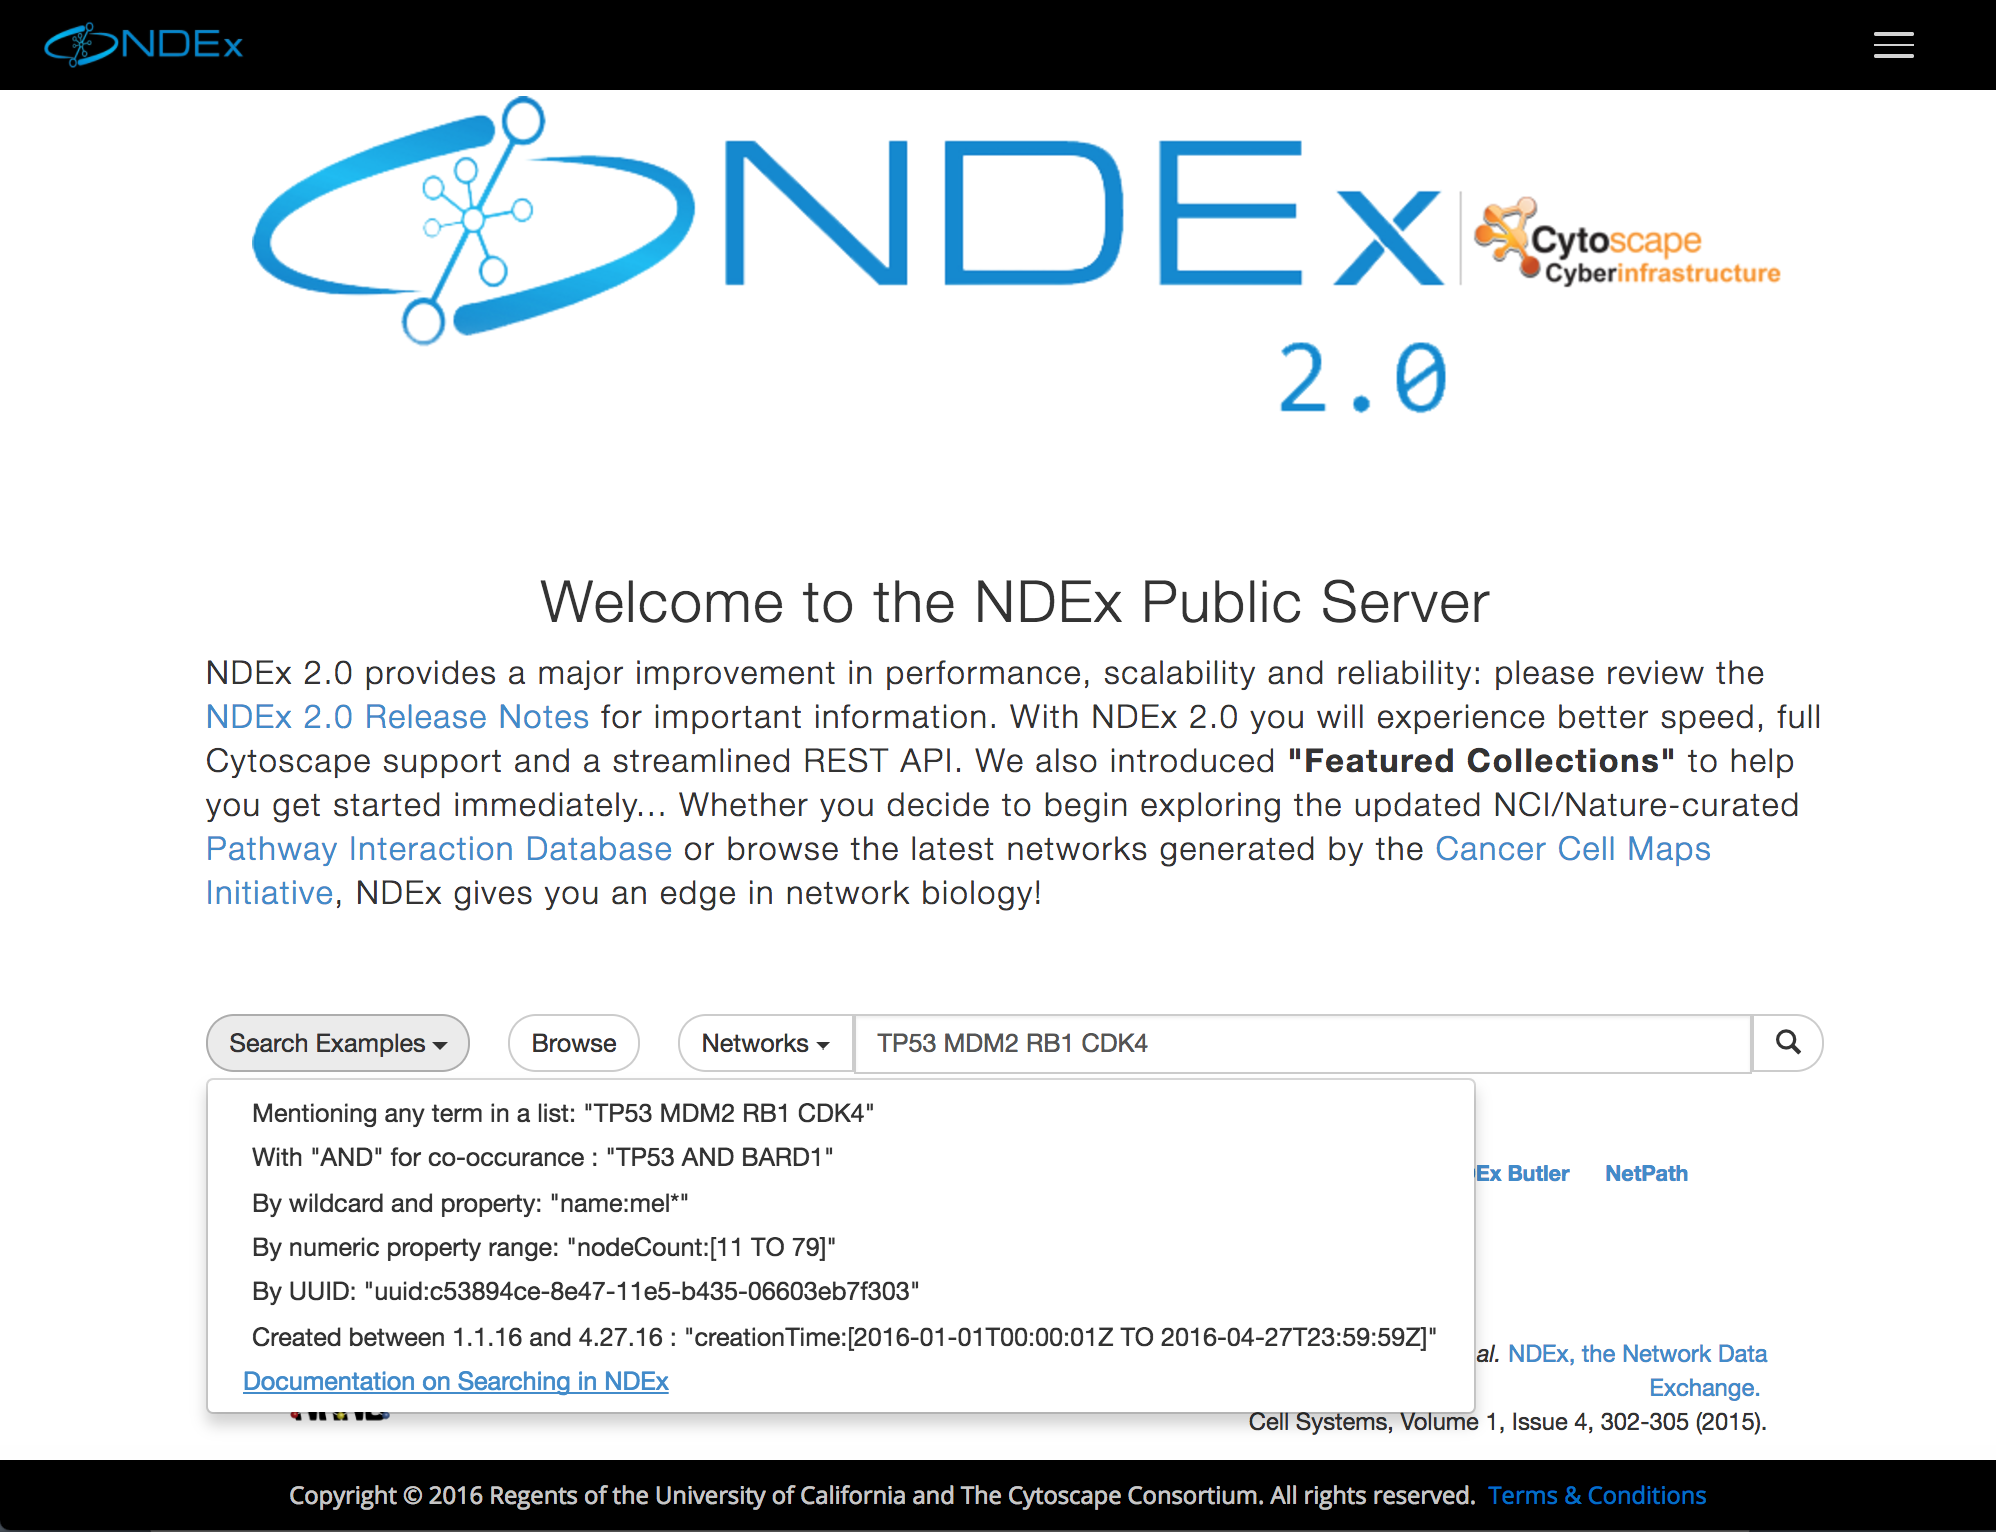 NDEx
NDEx
Cytoscape
Cyberinfrastructure
2.0
Welcome to the NDEx Public Server
NDEx 2.0 provides a major improvement in performance, scalability and reliability: please review the
NDEx 2.0 Release Notes for important information. With NDEx 2.0 you will experience better speed, full
Cytoscape support and a streamlined REST API. We also introduced "Featured Collections" to help
you get started immediately... Whether you decide to begin exploring the updated NCI/Nature-curated
Pathway Interaction Database or browse the latest networks generated by the Cancer Cell Maps
Initiative, NDEx gives you an edge in network biology!
Search Examples Browse Networks TP53 MDM2 RB1 CDK4
Mentioning any term in a list: "TP53 MDM2 RB1 CDK4"
With "AND" for co-occurance : "TP53 AND BARD1"
Ex Butler NetPath
By wildcard and property: "name:mel*"
By numeric property range: "nodeCount:[11 TO 79]"
By UUID: "uuid:c53894ce-8e47-11e5-b435-06603eb7f303"
Created between 1.1.16 and 4.27.16 : "creationTime:[2016-01-01T00:00:01Z TO 2016-04-27T23:59:59Z]"
Documentation on Searching in NDEx
al. NDEx, the Network Data
Exchange.
Cell Systems, Volume 1, Issue 4, 302-305 (2015).
Copyright © 2016 Regents of the University of California and The Cytoscape Consortium. All rights reserved. Terms & Conditions